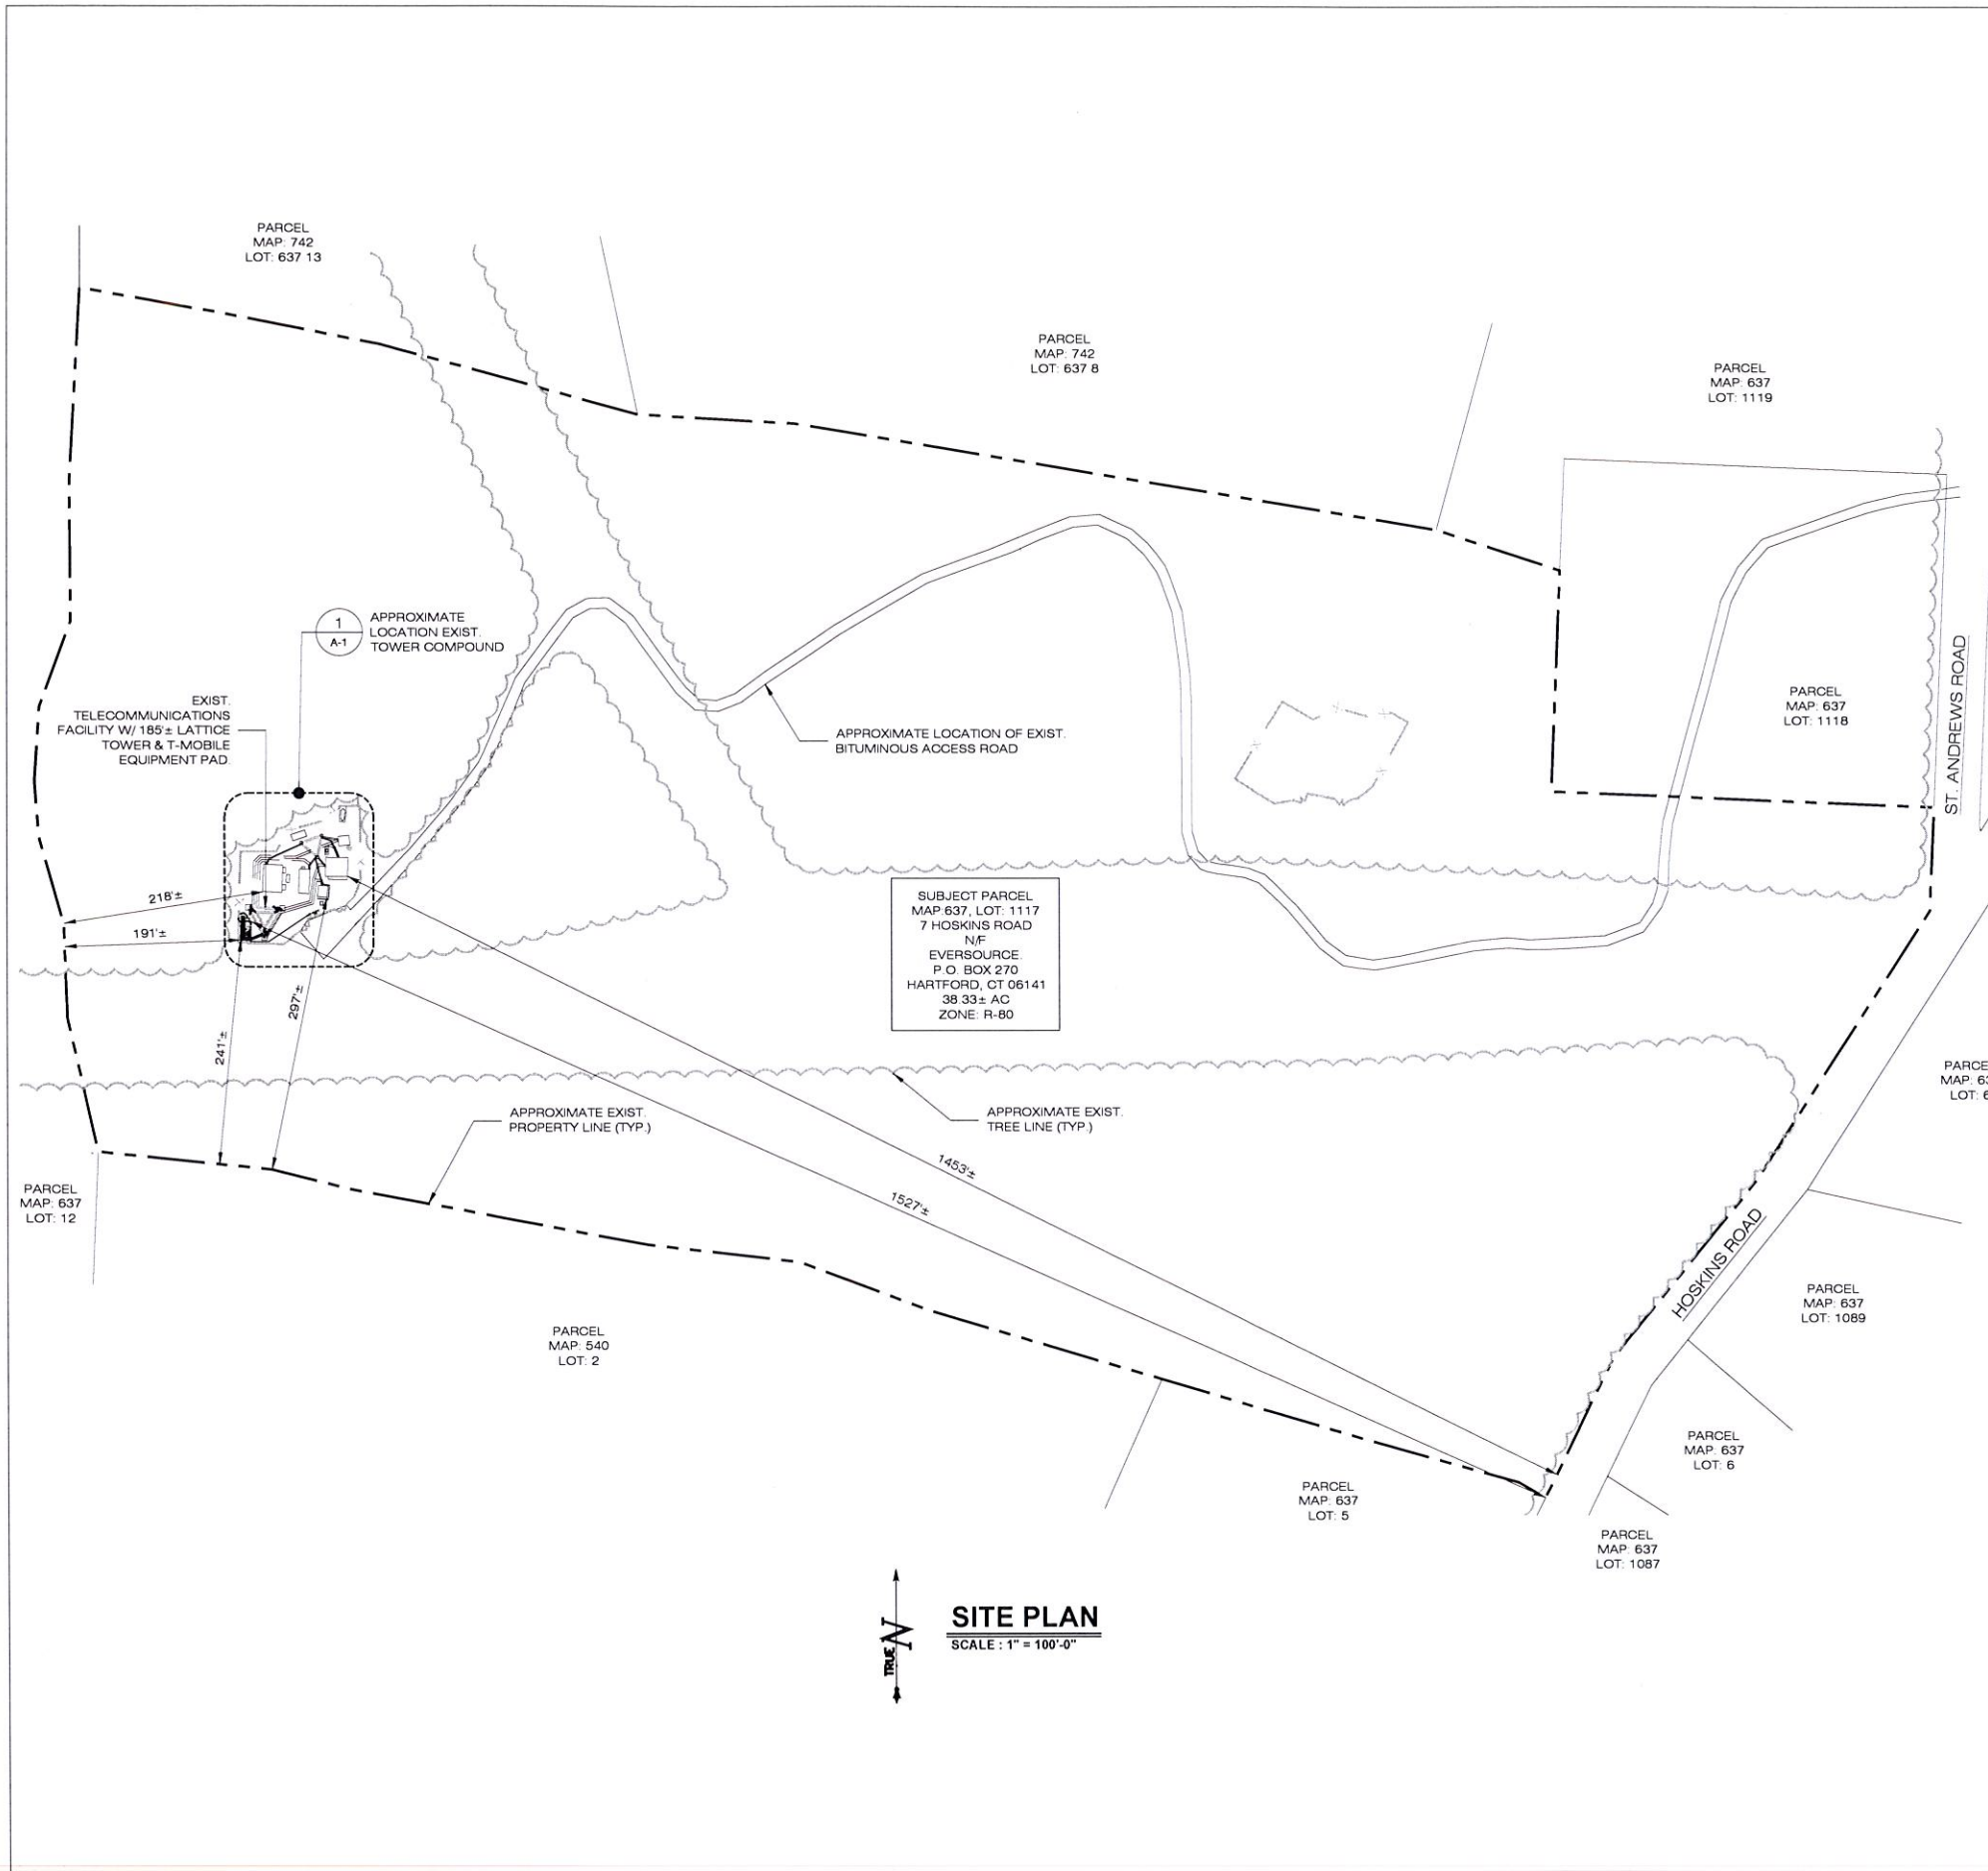 PARCEL
MAP: 742
LOT: 637 13
PARCEL
MAP: 742
LOT: 637 8
PARCEL
MAP: 637
LOT: 1119
1
A-1
APPROXIMATE
LOCATION EXIST.
TOWER COMPOUND
EXIST.
TELECOMMUNICATIONS
FACILITY W/ 185'± LATTICE
TOWER & T-MOBILE
EQUIPMENT PAD.
APPROXIMATE LOCATION OF EXIST.
BITUMINOUS ACCESS ROAD
PARCEL
MAP: 637
LOT: 1118
ST. ANDREWS ROAD
218'±
191'±
SUBJECT PARCEL
MAP:637, LOT: 1117
7 HOSKINS ROAD
N/F
EVERSOURCE.
P.O. BOX 270
HARTFORD, CT 06141
38.33± AC
ZONE: R-80
297'±
241'±
APPROXIMATE EXIST.
PROPERTY LINE (TYP.)
APPROXIMATE EXIST.
TREE LINE (TYP.)
1453'±
1527'±
PARCEL
MAP: 637
LOT: 12
HOSKINS ROAD
PARCEL
MAP: 637
LOT: 1089
PARCEL
MAP: 540
LOT: 2
PARCEL
MAP: 637
LOT: 6
PARCEL
MAP: 637
LOT: 5
PARCEL
MAP: 637
LOT: 1087
TRUE N
SITE PLAN
SCALE : 1" = 100'-0"